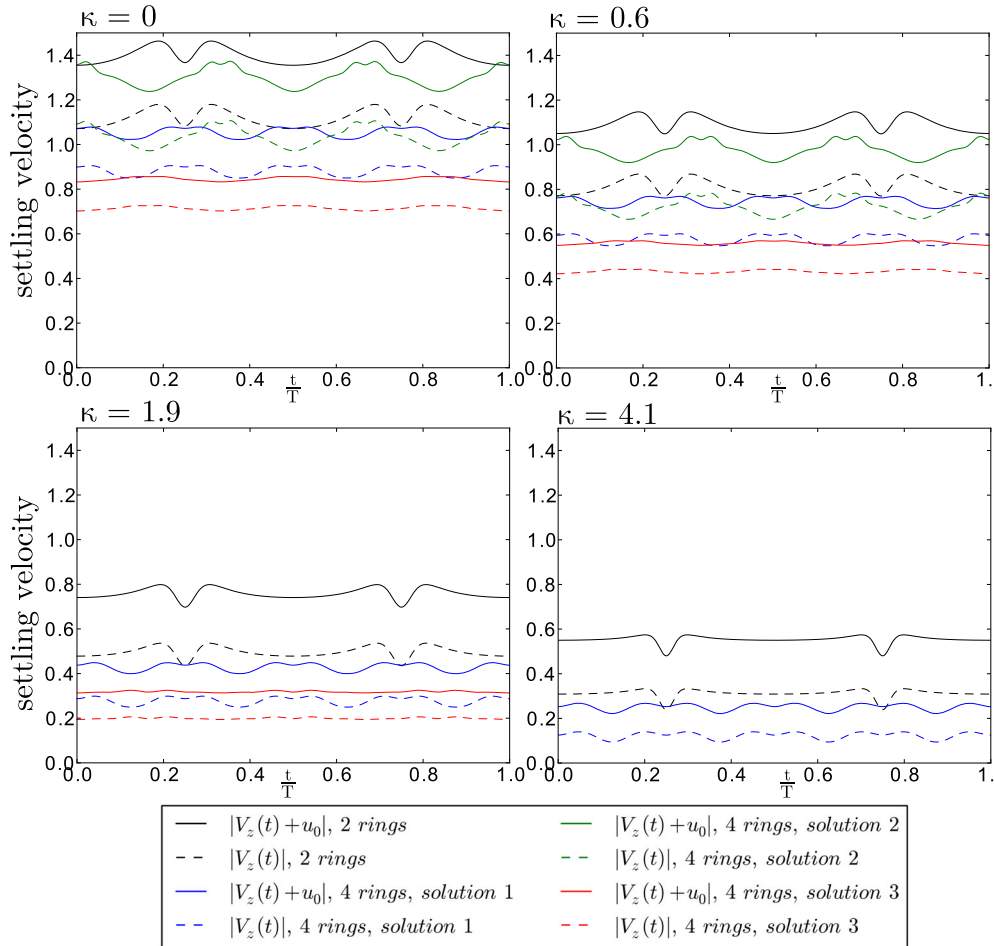 κ = 0
κ = 0.6
settling velocity
1.4
1.2
1.0
0.8
0.6
0.4
0.2
0.0
0.0 0.2 0.4 0.6 0.8 1.0
t/T
1.4
1.2
1.0
0.8
0.6
0.4
0.2
0.0
0.0 0.2 0.4 0.6 0.8 1.
t/T
κ = 1.9
κ = 4.1
settling velocity
1.4
1.2
1.0
0.8
0.6
0.4
0.2
0.0
0.0 0.2 0.4 0.6 0.8 1.0
t/T
1.4
1.2
1.0
0.8
0.6
0.4
0.2
0.0
0.0 0.2 0.4 0.6 0.8 1.
t/T
|V_z(t)+u_0|, 2 rings
|V_z(t)|, 2 rings
|V_z(t)+u_0|, 4 rings, solution 1
|V_z(t)|, 4 rings, solution 1
|V_z(t)+u_0|, 4 rings, solution 2
|V_z(t)|, 4 rings, solution 2
|V_z(t)+u_0|, 4 rings, solution 3
|V_z(t)|, 4 rings, solution 3